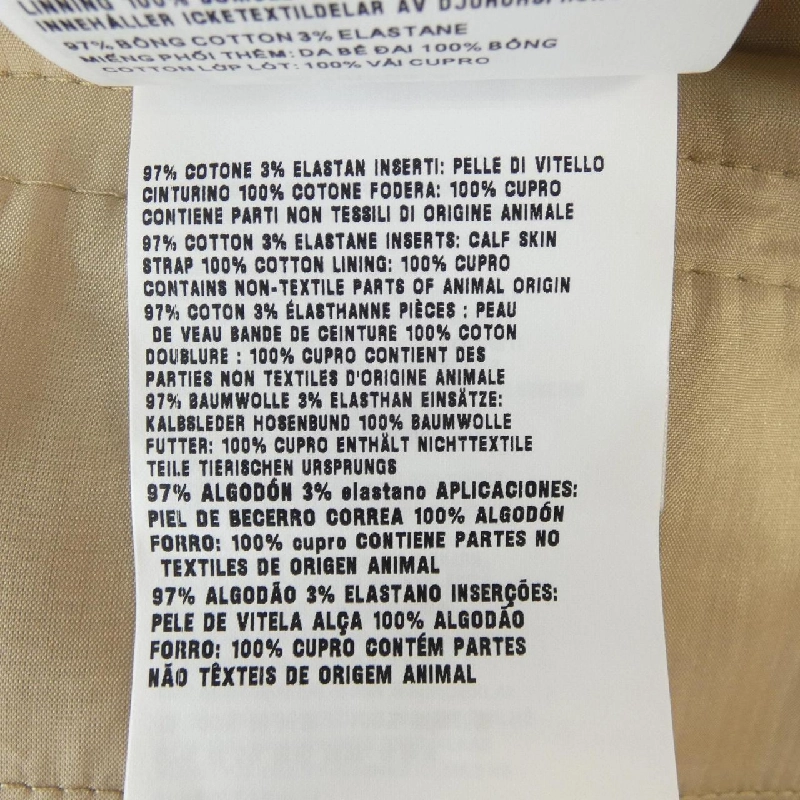 LINNING 100%
INNEHÅLLER ICKETEXTILDELAR AV
97% BÔNG COTTON 3% ELASTANE
MIẾNG PHỐI THÊM: DA BÊ ĐAI 100% BÔNG
COTTON LỚP LÓT: 100% VẢI CUPRO
97% COTONE 3% ELASTAN INSERTI: PELLE DI VITELLO
CINTURINO 100% COTONE FODERA: 100% CUPRO
CONTIENE PARTI NON TESSILI DI ORIGINE ANIMALE
97% COTTON 3% ELASTANE INSERTS: CALF SKIN
STRAP 100% COTTON LINING: 100% CUPRO
CONTAINS NON-TEXTILE PARTS OF ANIMAL ORIGIN
97% COTON 3% ÉLASTHANNE PIÈCES : PEAU
DE VEAU BANDE DE CEINTURE 100% COTON
DOUBLURE : 100% CUPRO CONTIENT DES
PARTIES NON TEXTILES D'ORIGINE ANIMALE
97% BAUMWOLLE 3% ELASTHAN EINSÄTZE:
KALBSLEDER HOSENBUND 100% BAUMWOLLE
FUTTER: 100% CUPRO ENTHÄLT NICHTTEXTILE
TEILE TIERISCHEN URSPRUNGS
97% ALGODÓN 3% elastano APLICACIONES:
PIEL DE BECERRO CORREA 100% ALGODÓN
FORRO: 100% cupro CONTIENE PARTES NO
TEXTILES DE ORIGEN ANIMAL
97% ALGODÃO 3% ELASTANO INSERÇÕES:
PELE DE VITELA ALÇA 100% ALGODÃO
FORRO: 100% CUPRO CONTÉM PARTES
NÃO TÊXTEIS DE ORIGEM ANIMAL